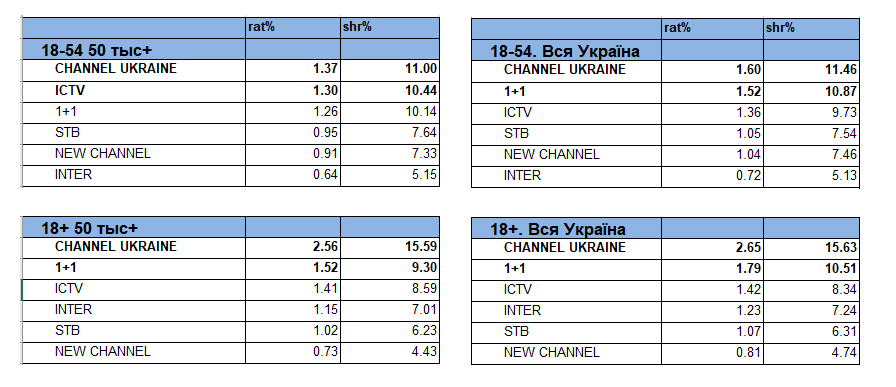 rat% shr%
18-54 50 тыс+
CHANNEL UKRAINE 1.37 11.00
ICTV 1.30 10.44
1+1 1.26 10.14
STB 0.95 7.64
NEW CHANNEL 0.91 7.33
INTER 0.64 5.15
rat% shr%
18-54. Вся Україна
CHANNEL UKRAINE 1.60 11.46
1+1 1.52 10.87
ICTV 1.36 9.73
STB 1.05 7.54
NEW CHANNEL 1.04 7.46
INTER 0.72 5.13
18+ 50 тыс+
CHANNEL UKRAINE 2.56 15.59
1+1 1.52 9.30
ICTV 1.41 8.59
INTER 1.15 7.01
STB 1.02 6.23
NEW CHANNEL 0.73 4.43
18+. Вся Україна
CHANNEL UKRAINE 2.65 15.63
1+1 1.79 10.51
ICTV 1.42 8.34
INTER 1.23 7.24
STB 1.07 6.31
NEW CHANNEL 0.81 4.74